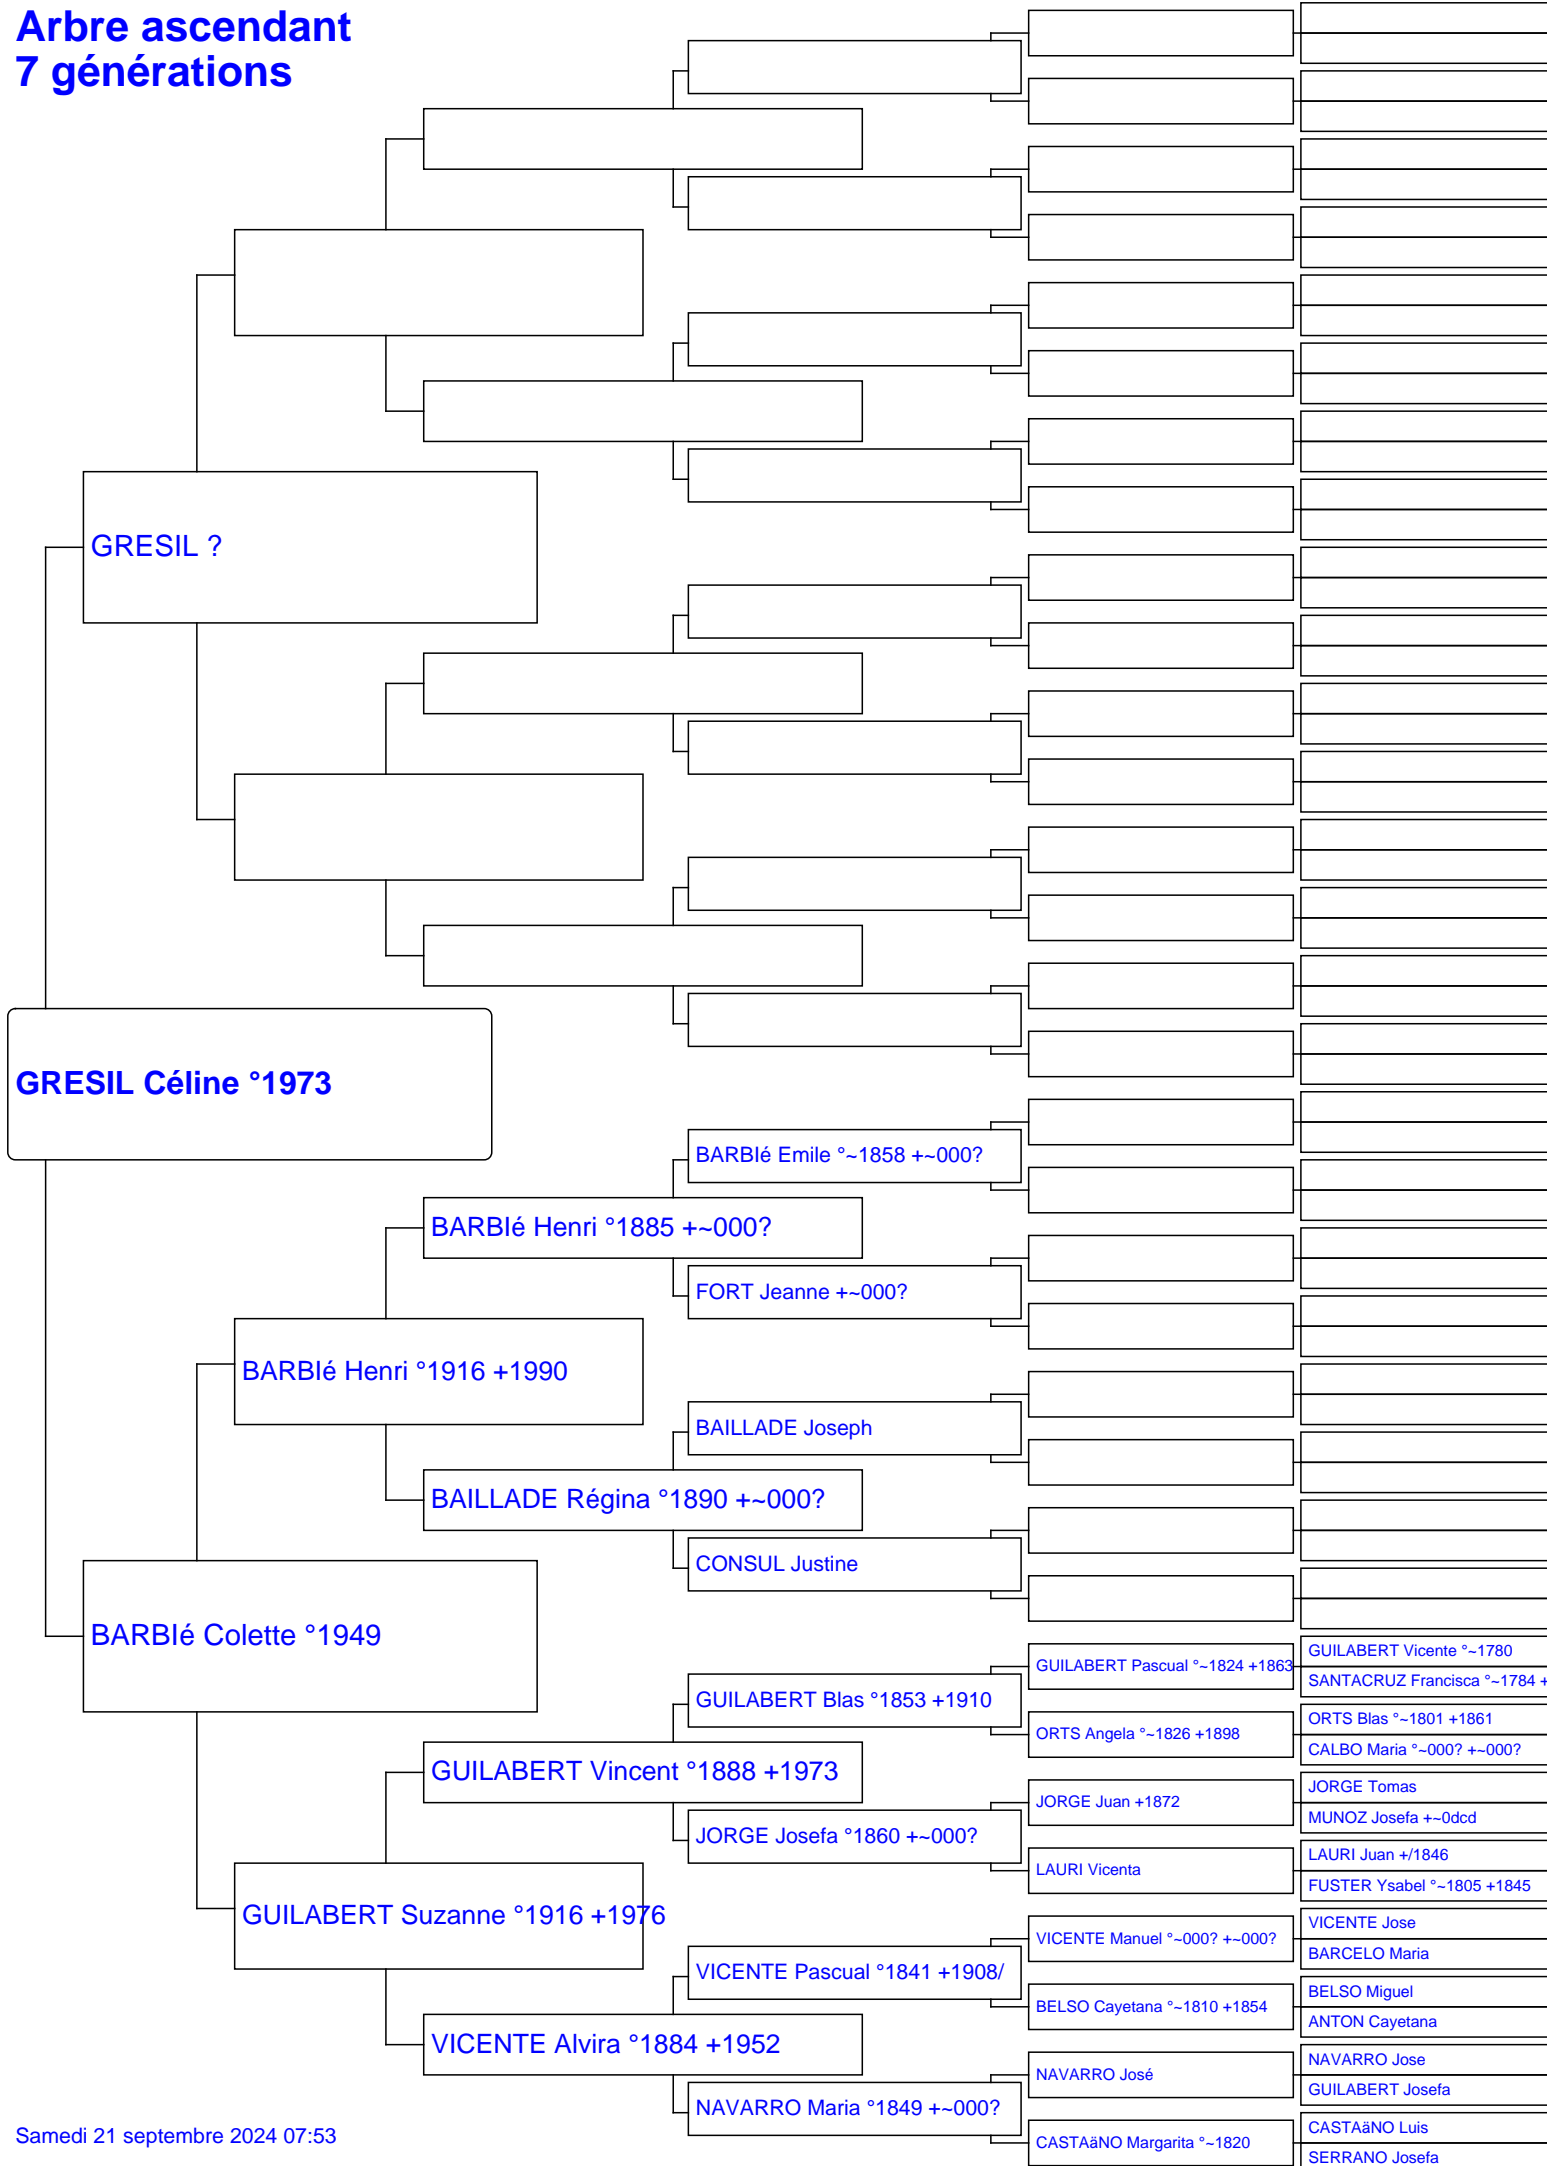 Arbre ascendant
7 générations
GRESIL ?
GRESIL Céline °1973
BARBIé Emile °~1858 +~000?
BARBIé Henri °1885 +~000?
FORT Jeanne +~000?
BARBIé Henri °1916 +1990
BAILLADE Joseph
BAILLADE Régina °1890 +~000?
CONSUL Justine
BARBIé Colette °1949
GUILABERT Vicente °~1780
GUILABERT Pascual °~1824 +1863
SANTACRUZ Francisca °~1784 +
GUILABERT Blas °1853 +1910
ORTS Blas °~1801 +1861
ORTS Angela °~1826 +1898
CALBO Maria °~000? +~000?
GUILABERT Vincent °1888 +1973
JORGE Tomas
JORGE Juan +1872
MUNOZ Josefa +~0dcd
JORGE Josefa °1860 +~000?
LAURI Juan +/1846
LAURI Vicenta
FUSTER Ysabel °~1805 +1845
GUILABERT Suzanne °1916 +1976
VICENTE Jose
VICENTE Manuel °~000? +~000?
BARCELO Maria
VICENTE Pascual °1841 +1908/
BELSO Miguel
BELSO Cayetana °~1810 +1854
ANTON Cayetana
VICENTE Alvira °1884 +1952
NAVARRO Jose
NAVARRO José
GUILABERT Josefa
NAVARRO Maria °1849 +~000?
CASTAäNO Luis
CASTAäNO Margarita °~1820
SERRANO Josefa
Samedi 21 septembre 2024 07:53